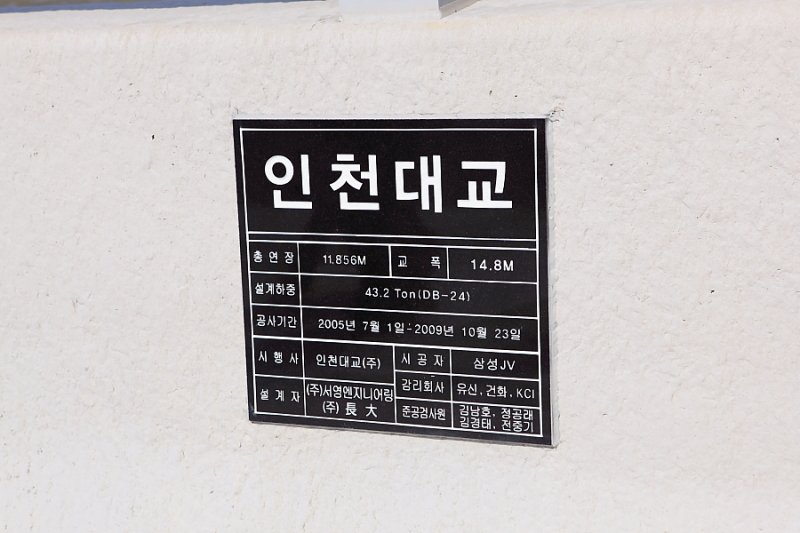 인천대교
총연장 11.856M 교폭 14.8M
설계하중 43.2 Ton(DB-24)
공사기간 2005년 7월 1일-2009년 10월 23일
시행사 인천대교(주) 시공자 삼성JV
설계자 (주)서영엔지니어링 감리회사 유신, 건화, KCI
(주) 長大 준공검사원 김남호, 정공래
김경태, 전중기